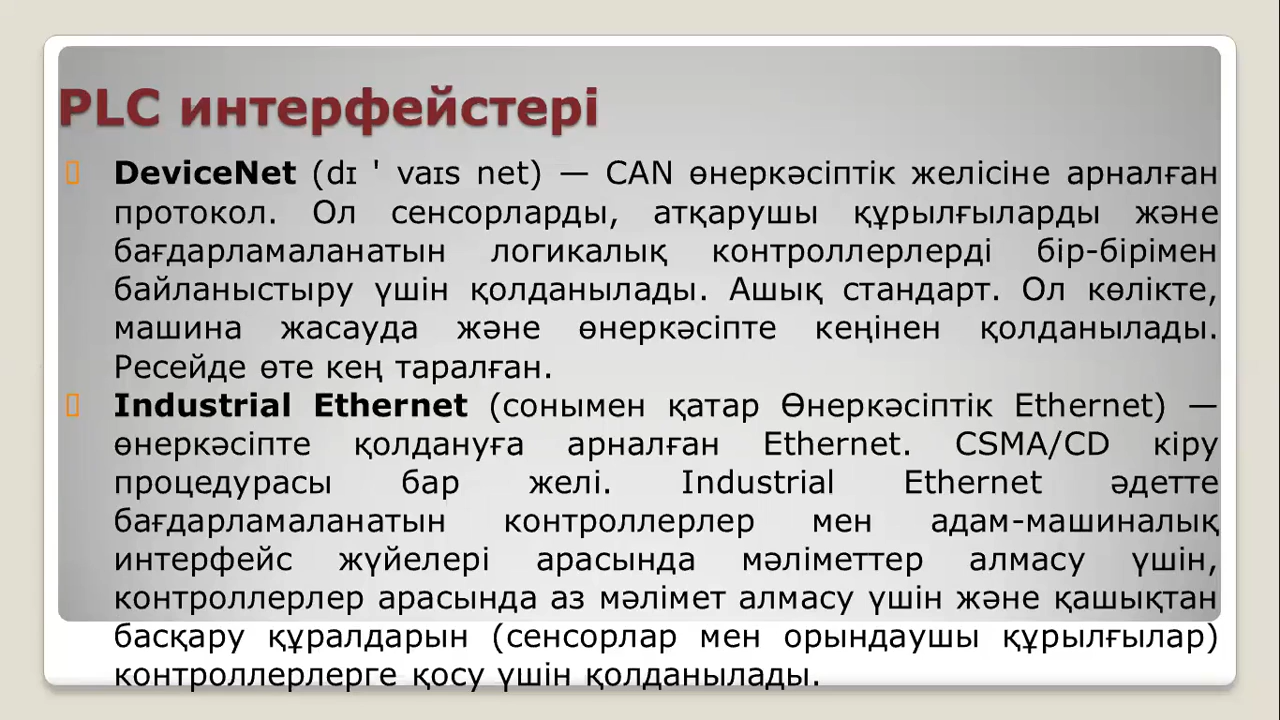 PLC интерфейстері
DeviceNet (dɪ ' vaɪs net) — CAN өнеркәсіптік желісіне арналған
протокол. Ол сенсорларды, атқарушы құрылғыларды және
бағдарламаланатын логикалық контроллерлерді бір-бірімен
байланыстыру үшін қолданылады. Ашық стандарт. Ол көлікте,
машина жасауда және өнеркәсіпте кеңінен қолданылады.
Ресейде өте кең таралған.
Industrial Ethernet (сонымен қатар Өнеркәсіптік Ethernet) —
өнеркәсіпте қолдануға арналған Ethernet. CSMA/CD кіру
процедурасы бар желі. Industrial Ethernet әдетте
бағдарламаланатын контроллерлер мен адам-машиналық
интерфейс жүйелері арасында мәліметтер алмасу үшін,
контроллерлер арасында аз мәлімет алмасу үшін және қашықтан
басқару құралдарын (сенсорлар мен орындаушы құрылғылар)
контроллерлерге қосу үшін қолданылады.